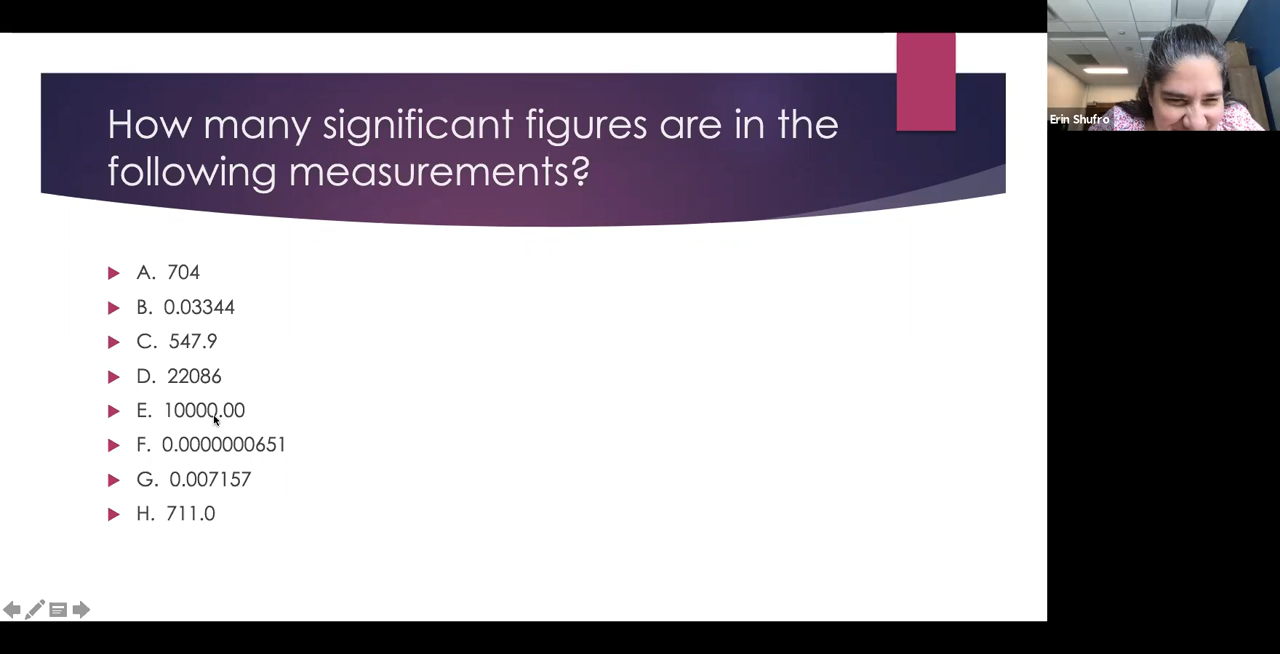 How many significant figures are in the
following measurements?
A. 704
B. 0.03344
C. 547.9
D. 22086
E. 10000.00
F. 0.0000000651
G. 0.007157
H. 711.0
Erin Shufro